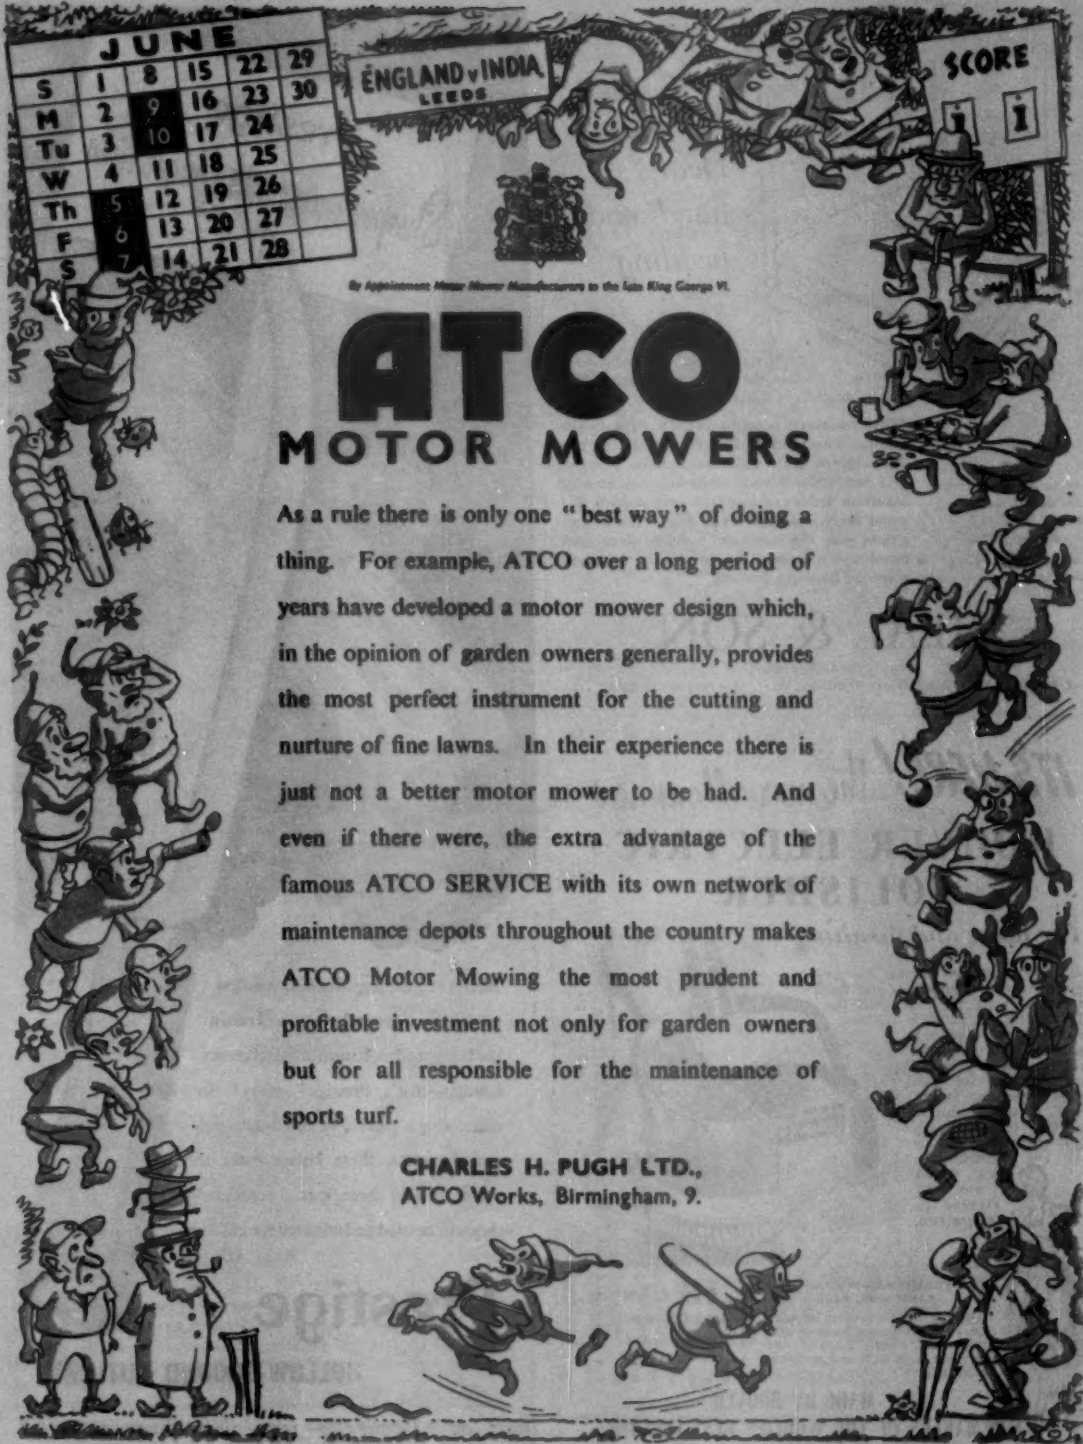 JUNE
S 1 8 15 22 29
M 2 9 16 23 30
Tu 3 10 17 24
W 4 11 18 25
Th 5 12 19 26
F 6 13 20 27
S 7 14 21 28
ENGLAND v INDIA
LEEDS
SCORE
1 1
By Appointment Motor Mower Manufacturers to the late King George VI.
ATCO
MOTOR MOWERS
As a rule there is only one "best way" of doing a
thing. For example, ATCO over a long period of
years have developed a motor mower design which,
in the opinion of garden owners generally, provides
the most perfect instrument for the cutting and
nurture of fine lawns. In their experience there is
just not a better motor mower to be had. And
even if there were, the extra advantage of the
famous ATCO SERVICE with its own network of
maintenance depots throughout the country makes
ATCO Motor Mowing the most prudent and
profitable investment not only for garden owners
but for all responsible for the maintenance of
sports turf.
CHARLES H. PUGH LTD.,
ATCO Works, Birmingham, 9.